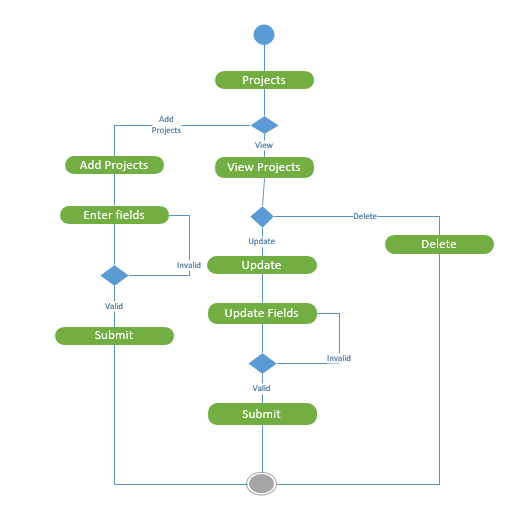 Projects
Add
Projects
View
Add Projects
View Projects
Enter fields
Delete
Update
Delete
Invalid
Update
Valid
Update Fields
Submit
Invalid
Valid
Submit